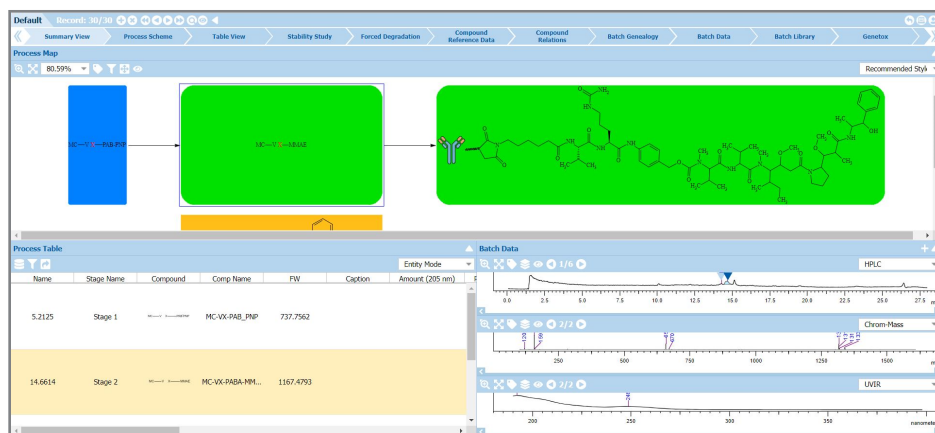 Default Record: 30/30
Summary View Process Scheme Table View Stability Study Forced Degradation Compound Reference Data Compound Relations Batch Genealogy Batch Data Batch Library Genetox
Process Map
80.59% Recommended Styl
MC—V X—PAB-PNP
MC—V X—MMAE
Process Table
Entity Mode
Name Stage Name Compound Comp Name FW Caption Amount (205 nm)
5.2125 Stage 1 MC-VX-PAB_PNP 737.7562
14.6614 Stage 2 MC-VX-PABA-MM... 1167.4793
Batch Data
1/6 HPLC
0.0 2.5 5.0 7.5 10.0 12.5 15.0 17.5 20.0 22.5 25.0 27.5 m
2/2 Chrom-Mass
250 500 750 1000 1250 1500 m
2/2 UVIR
200 250 300 350 nanomete